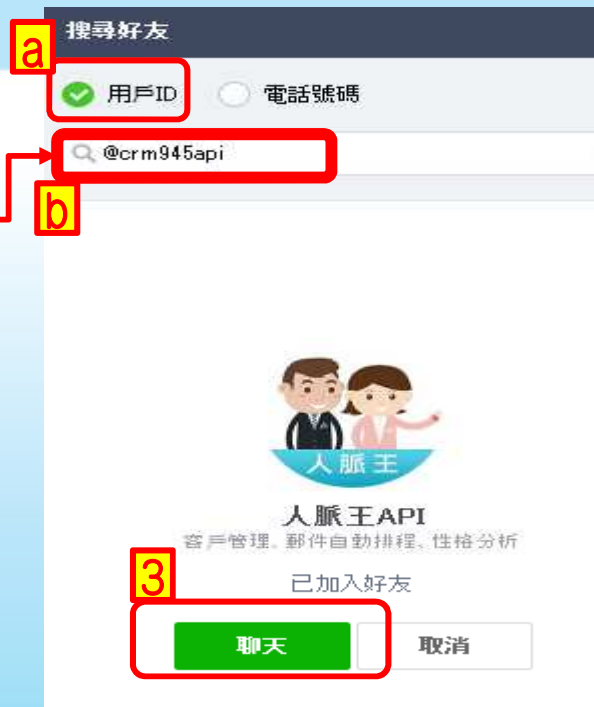 搜尋好友
a
用戶ID 電話號碼
@crm945api
b
人脈王
人脈王API
客戶管理、郵件自動排程、性格分析
已加入好友
3
聊天 取消